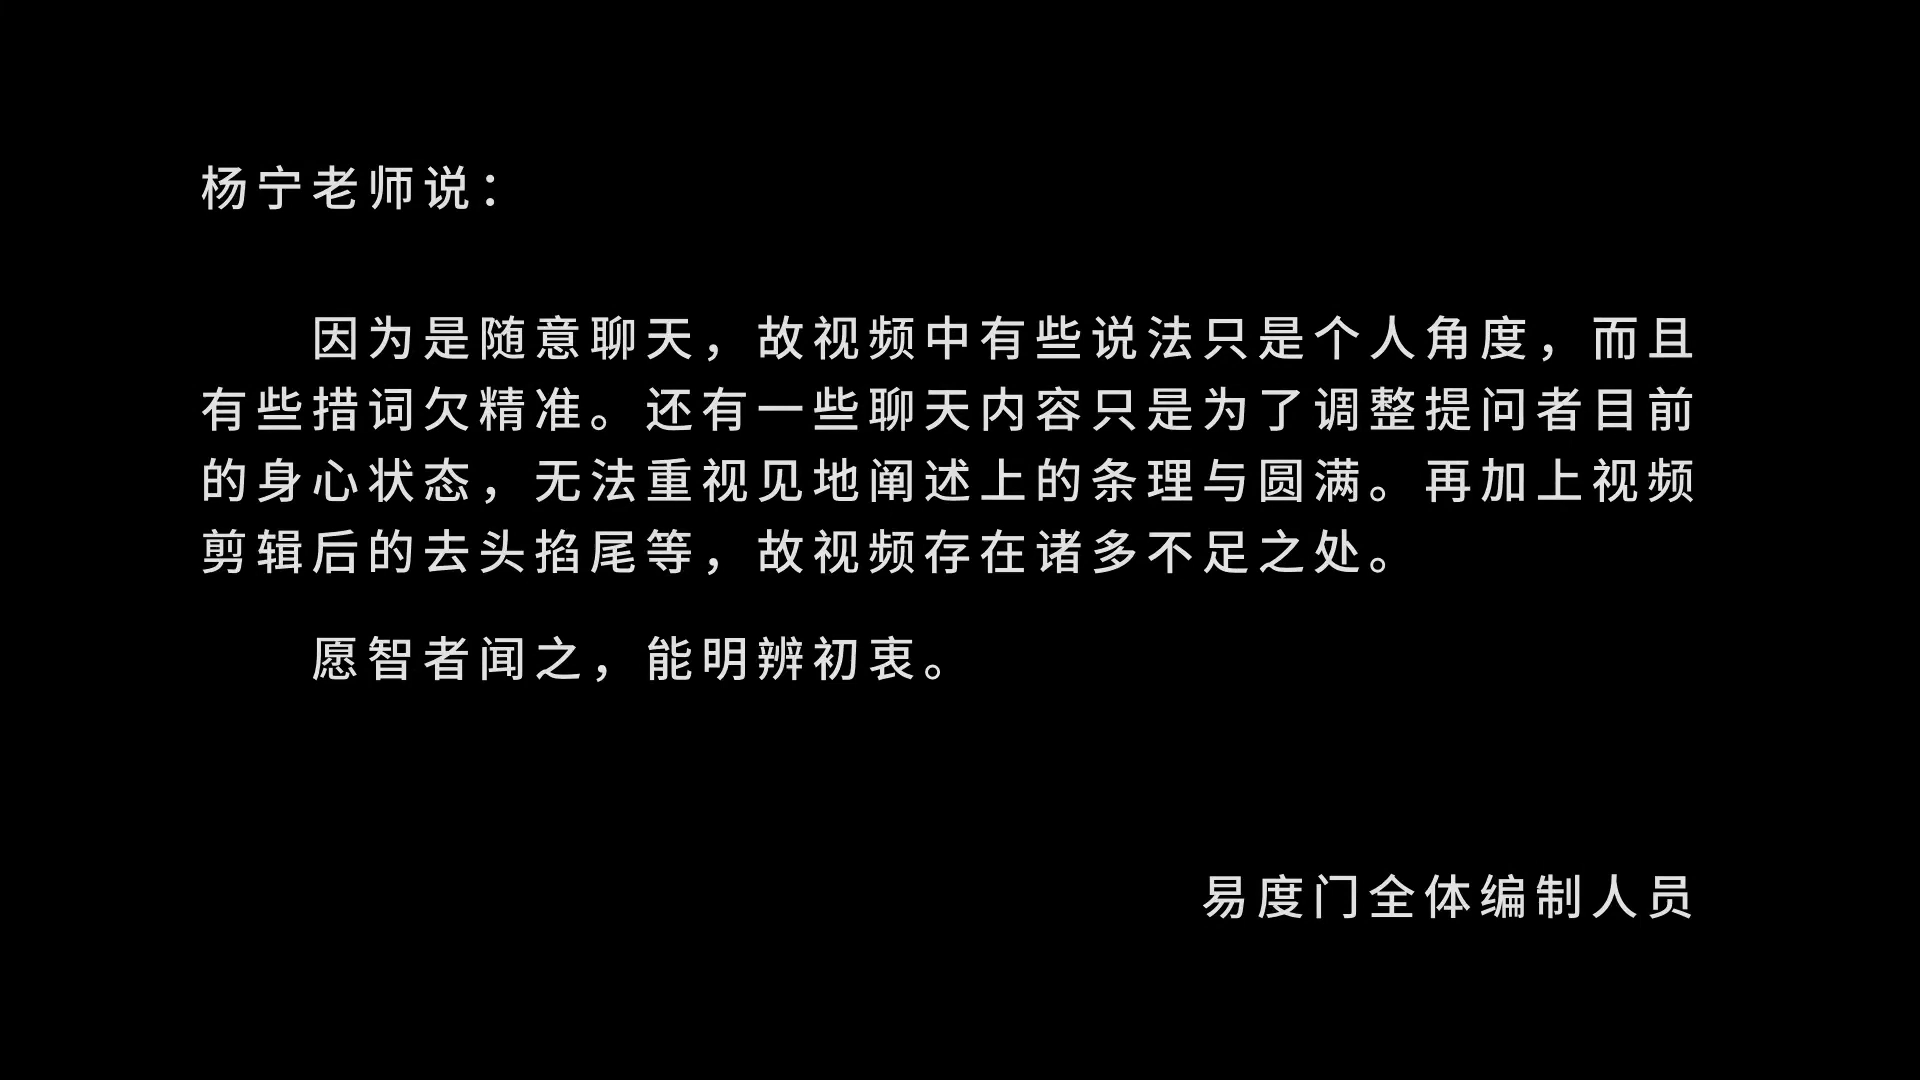 杨宁老师说：
因为是随意聊天，故视频中有些说法只是个人角度，而且
有些措词欠精准。还有一些聊天内容只是为了调整提问者目前
的身心状态，无法重视见地阐述上的条理与圆满。再加上视频
剪辑后的去头掐尾等，故视频存在诸多不足之处。
愿智者闻之，能明辨初衷。
易度门全体编制人员